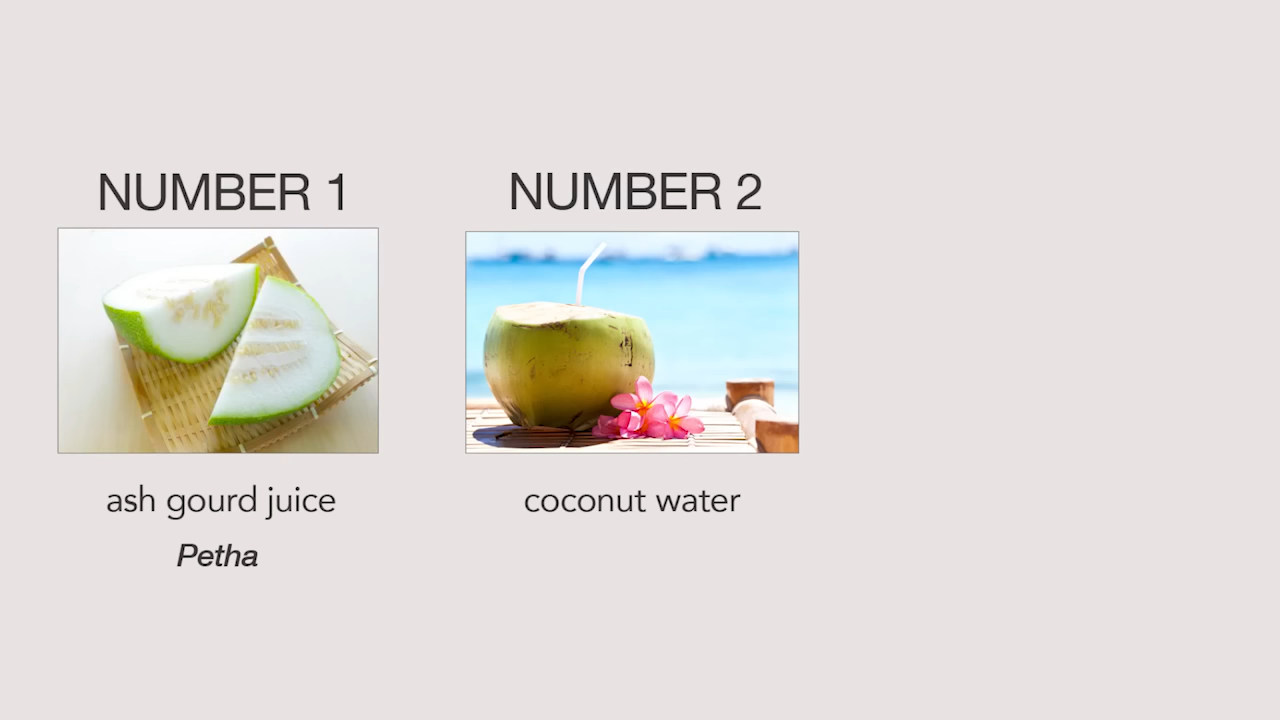 NUMBER 1
ash gourd juice
Petha
NUMBER 2
coconut water